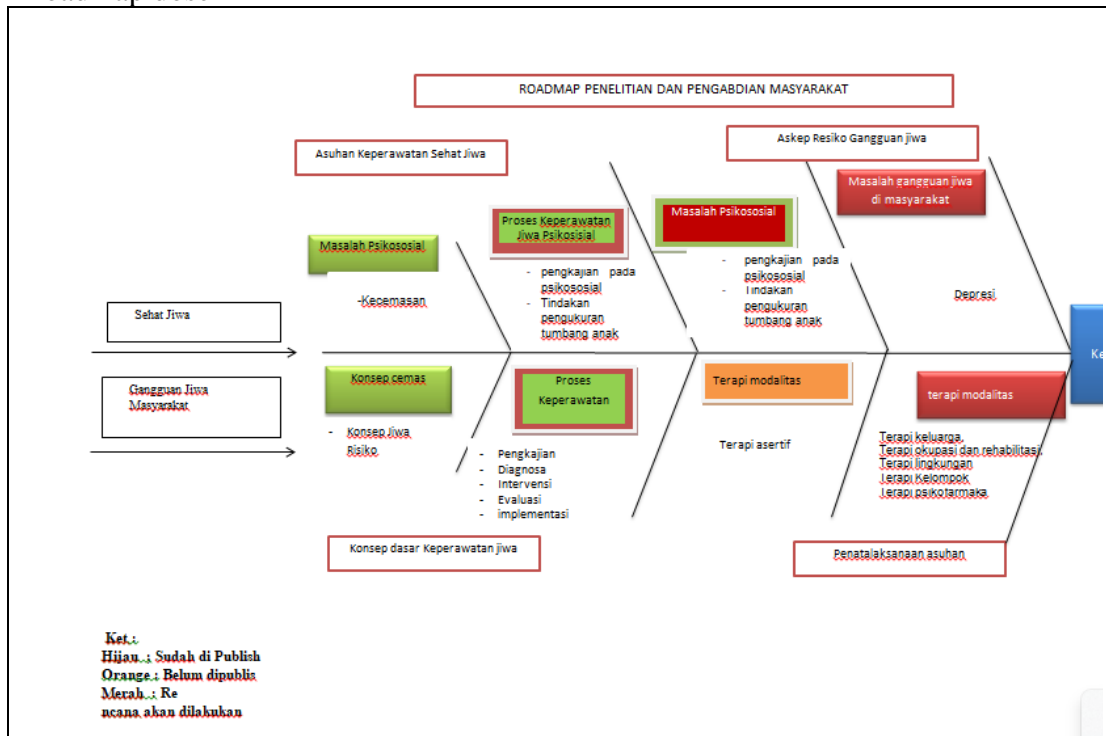 ROADMAP PENELITIAN DAN PENGABDIAN MASYARAKAT
Asuhan Keperawatan Sehat Jiwa
Askep Resiko Gangguan jiwa
Masalah gangguan jiwa
di masyarakat
Masalah Psikososial
Proses Keperawatan
Jiwa Psikosisial
Masalah Psikososial
- pengkajian pada
psikososial
- Tindakan
pengukuran
tumbang anak
- pengkajian pada
psikososial
- Tindakan
pengukuran
tumbang anak
-Kecemasan
Depresi
Sehat Jiwa
Ke
Gangguan Jiwa
Masyarakat
Konsep cemas
Proses
Keperawatan
Terapi modalitas
terapi modalitas
- Konsep Jiwa
Risiko
- Pengkajian
- Diagnosa
- Intervensi
- Evaluasi
- implementasi
Terapi asertif
Terapi keluarga,
Terapi okupasi dan rehabilitasi,
Terapi lingkungan
Terapi Kelompok
Terapi psikofarmaka
Konsep dasar Keperawatan jiwa
Penatalaksanaan asuhan
Ket :
Hijau : Sudah di Publish
Orange : Belum dipublis
Merah : Re
ncana akan dilakukan